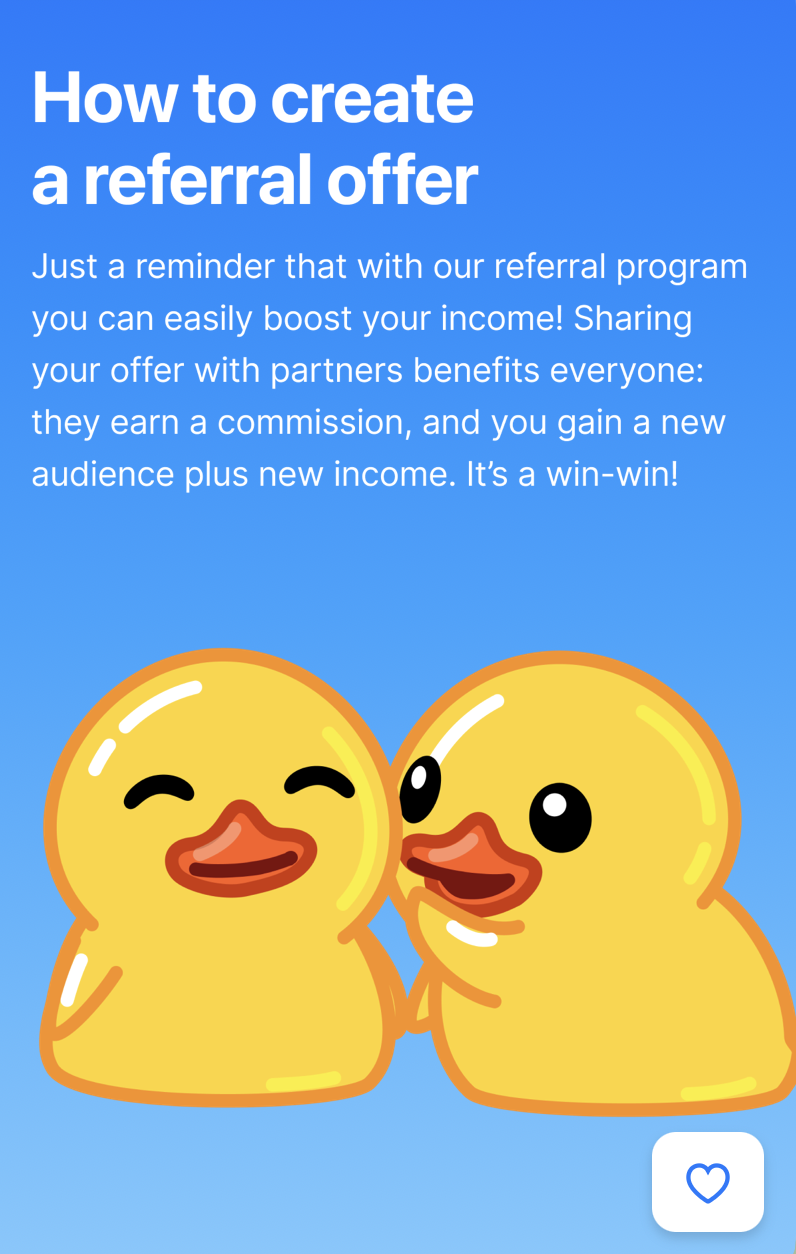 How to create
a referral offer
Just a reminder that with our referral program
you can easily boost your income! Sharing
your offer with partners benefits everyone:
they earn a commission, and you gain a new
audience plus new income. It’s a win-win!